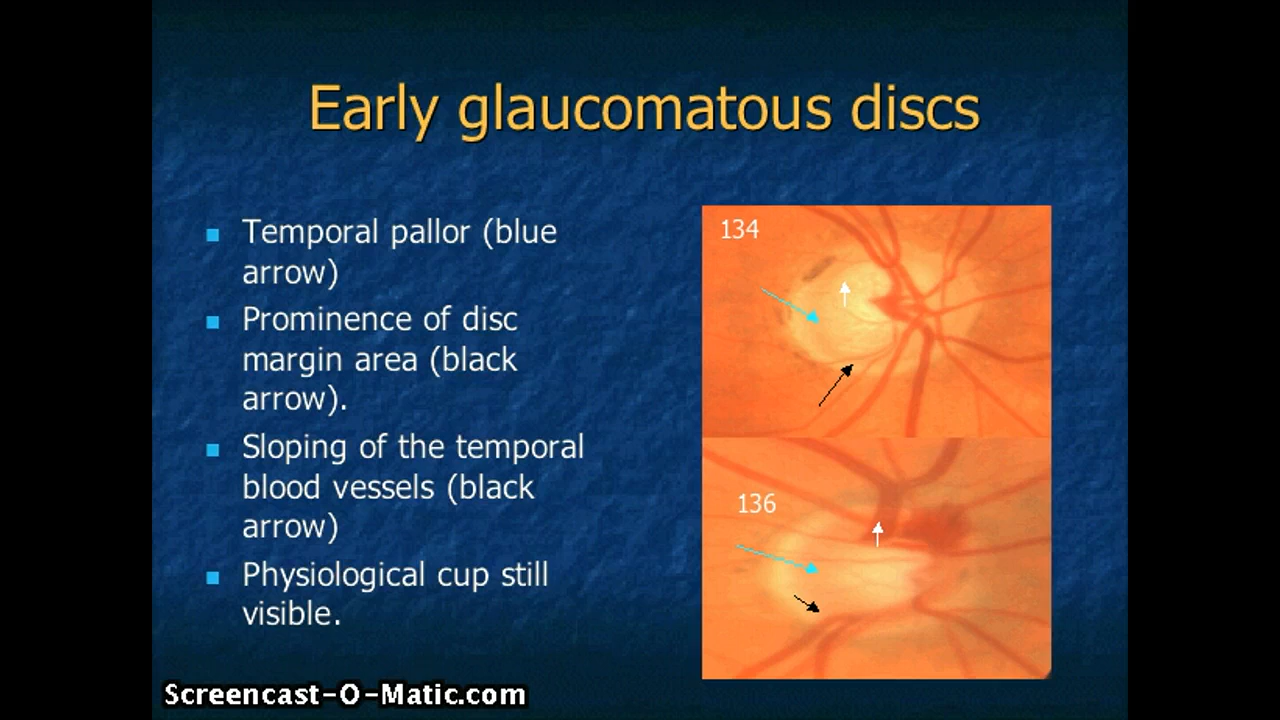 Early glaucomatous discs
Temporal pallor (blue
arrow)
Prominence of disc
margin area (black
arrow).
Sloping of the temporal
blood vessels (black
arrow)
Physiological cup still
visible.
134
136
Screencast-O-Matic.com